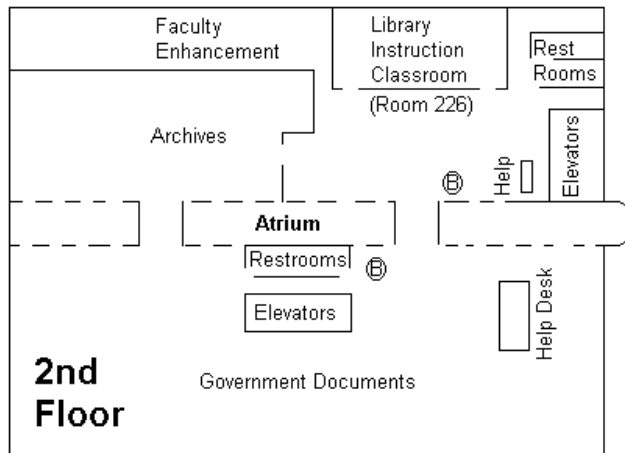 Faculty
Enhancement
Library
Instruction
Classroom
(Room 226)
Rest
Rooms
Archives
Elevators
Help
B
Atrium
Restrooms
B
Elevators
Help Desk
2nd
Floor
Government Documents